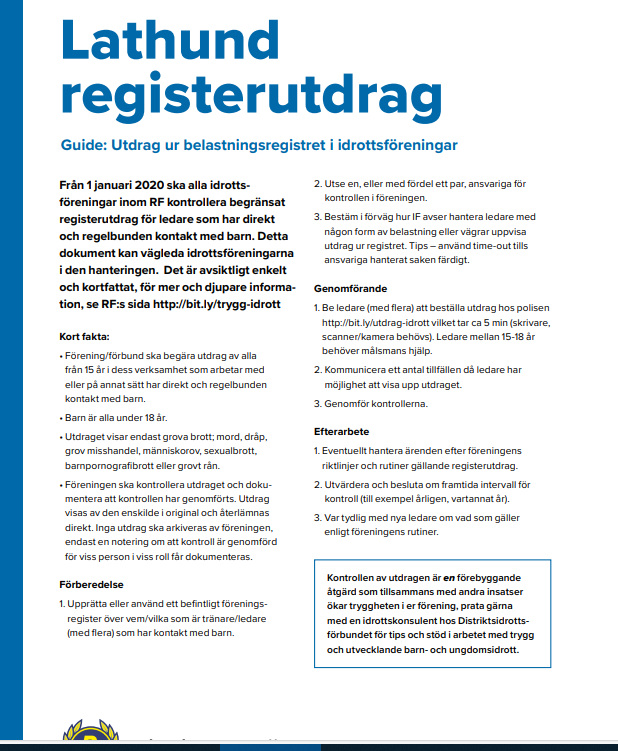 Lathund
registerutdrag
Guide: Utdrag ur belastningsregistret i idrottsföreningar
Från 1 januari 2020 ska alla idrotts-
föreningar inom RF kontrollera begränsat
registerutdrag för ledare som har direkt
och regelbunden kontakt med barn. Detta
dokument kan vägleda idrottsföreningarna
i den hanteringen. Det är avsiktligt enkelt
och kortfattat, för mer och djupare informa-
tion, se RF:s sida http://bit.ly/trygg-idrott
Kort fakta:
• Förening/förbund ska begära utdrag av alla
från 15 år i dess verksamhet som arbetar med
eller på annat sätt har direkt och regelbunden
kontakt med barn.
• Barn är alla under 18 år.
• Utdraget visar endast grova brott; mord, dråp,
grov misshandel, människorov, sexualbrott,
barnpornografibrott eller grovt rån.
• Föreningen ska kontrollera utdraget och doku-
mentera att kontrollen har genomförts. Utdrag
visas av den enskilde i original och återlämnas
direkt. Inga utdrag ska arkiveras av föreningen,
endast en notering om att kontroll är genomförd
för viss person i viss roll får dokumenteras.
Förberedelse
1. Upprätta eller använd ett befintligt förenings-
register över vem/vilka som är tränare/ledare
(med flera) som har kontakt med barn.
2. Utse en, eller med fördel ett par, ansvariga för
kontrollen i föreningen.
3. Bestäm i förväg hur IF avser hantera ledare med
någon form av belastning eller vägrar uppvisa
utdrag ur registret. Tips – använd time-out tills
ansvariga hanterat saken färdigt.
Genomförande
1. Be ledare (med flera) att beställa utdrag hos polisen
http://bit.ly/utdrag-idrott vilket tar ca 5 min (skrivare,
scanner/kamera behövs). Ledare mellan 15-18 år
behöver målsmans hjälp.
2. Kommunicera ett antal tillfällen då ledare har
möjlighet att visa upp utdraget.
3. Genomför kontrollerna.
Efterarbete
1. Eventuellt hantera ärenden efter föreningens
riktlinjer och rutiner gällande registerutdrag.
2. Utvärdera och besluta om framtida intervall för
kontroll (till exempel årligen, vartannat år).
3. Var tydlig med nya ledare om vad som gäller
enligt föreningens rutiner.
Kontrollen av utdragen är en förebyggande
åtgärd som tillsammans med andra insatser
ökar tryggheten i er förening, prata gärna
med en idrottskonsulent hos Distriktsidrotts-
förbundet för tips och stöd i arbetet med trygg
och utvecklande barn- och ungdomsidrott.